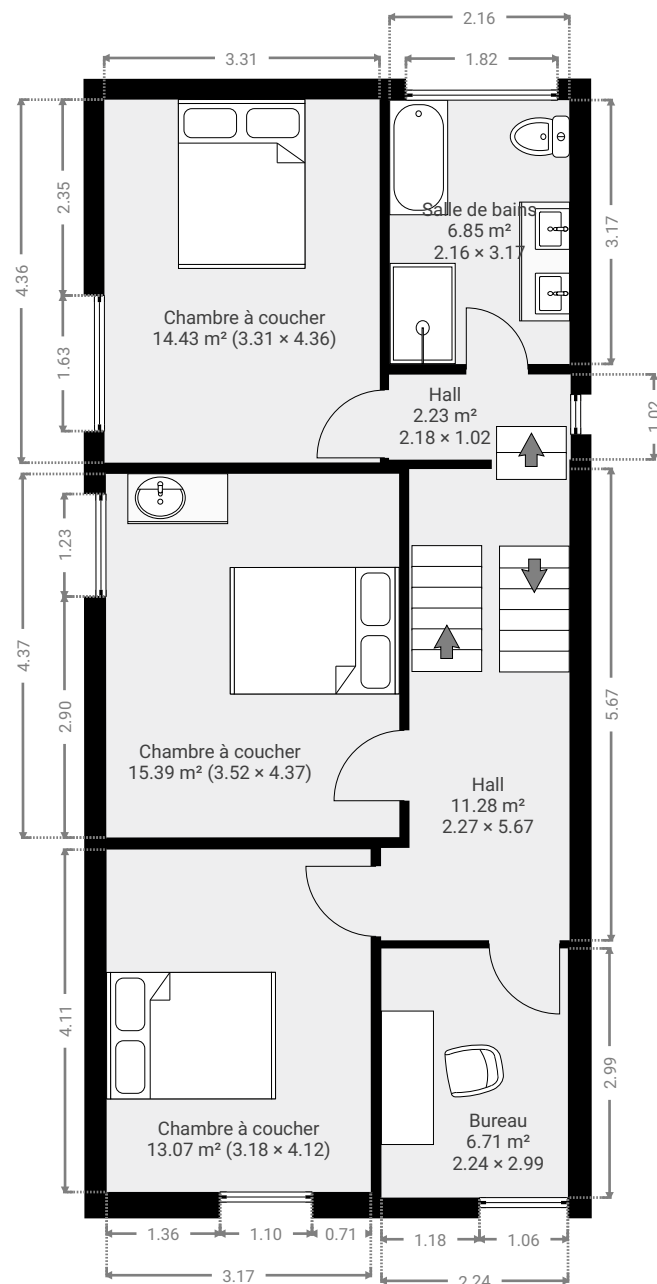 2.16
3.31
1.82
2.35
4.36
3.17
Salle de bains
6.85 m²
2.16 × 3.17
Chambre à coucher
14.43 m² (3.31 × 4.36)
1.63
Hall
2.23 m²
2.18 × 1.02
1.02
1.23
4.37
2.90
5.67
Chambre à coucher
15.39 m² (3.52 × 4.37)
Hall
11.28 m²
2.27 × 5.67
4.11
2.99
Chambre à coucher
13.07 m² (3.18 × 4.12)
Bureau
6.71 m²
2.24 × 2.99
1.36
1.10
0.71
1.18
1.06
3.17
2.24